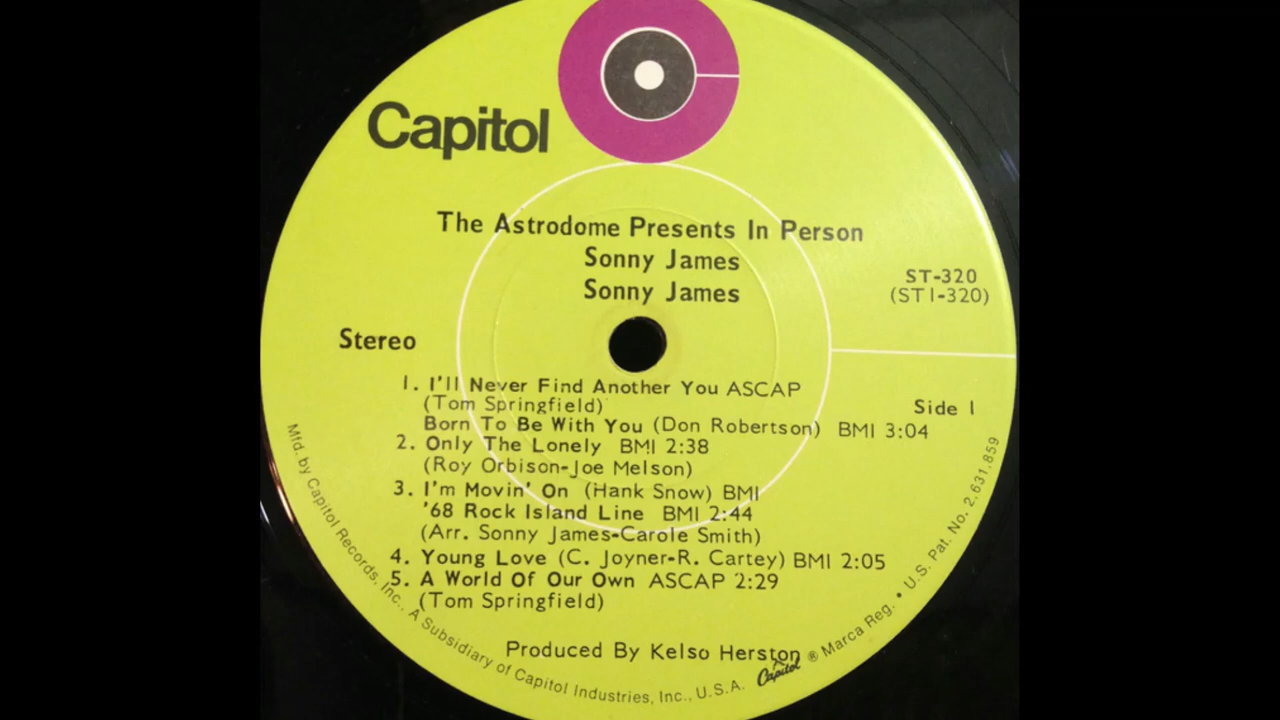 Capitol
The Astrodome Presents In Person
Sonny James
Sonny James
ST-320
(ST1-320)
Stereo
Side 1
1. I'll Never Find Another You ASCAP
(Tom Springfield)
Born To Be With You (Don Robertson) BMI 3:04
2. Only The Lonely BMI 2:38
(Roy Orbison-Joe Melson)
3. I'm Movin' On (Hank Snow) BMI
'68 Rock Island Line BMI 2:44
(Arr. Sonny James-Carole Smith)
4. Young Love (C. Joyner-R. Cartey) BMI 2:05
5. A World Of Our Own ASCAP 2:29
(Tom Springfield)
Produced By Kelso Herston
Mfd. by Capitol Records, Inc., A Subsidiary of Capitol Industries, Inc., U.S.A. Capitol ® Marca Reg. • U.S. Pat. No. 2,631,859